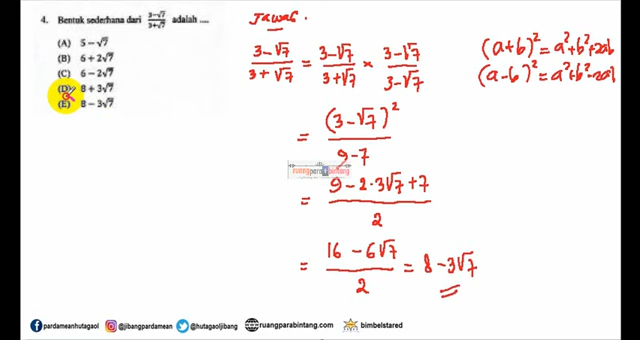 4. Bentuk sederhana dari (3-√7)/(3+√7) adalah ....
(A) 5 - √7
(B) 6 + 2√7
(C) 6 - 2√7
(D) 8 + 3√7
(E) 8 - 3√7
Jawab.
(3-√7)/(3+√7) = (3-√7)/(3+√7) × (3-√7)/(3-√7)
= (3-√7)²/(9-7)
= (9-2·3√7+7)/2
= (16-6√7)/2 = 8-3√7
(a+b)² = a²+b²+2ab
(a-b)² = a²+b²-2ab
ruangparabintang
pardameanhutagaol @jibangpardamean @hutagaoljibang ruangparabintang.com bimbelstared